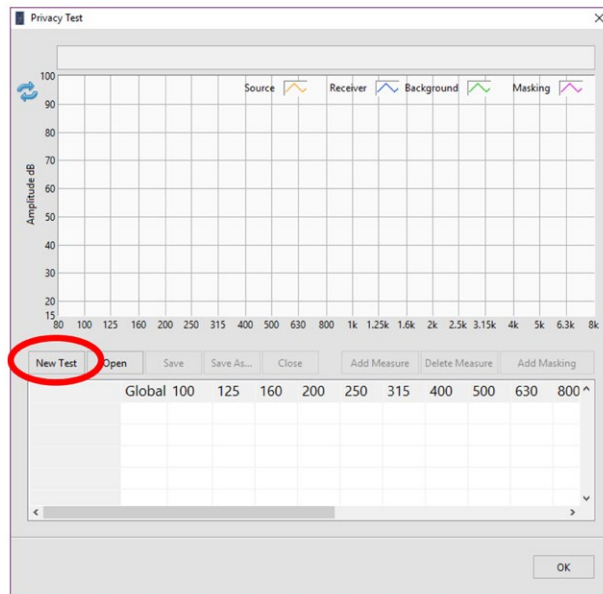 Privacy Test
100
90
80
70
60
50
40
30
20
15
Amplitude dB
Source Receiver Background Masking
80 100 125 160 200 250 315 400 500 630 800 1k 1.25k 1.6k 2k 2.5k 3.15k 4k 5k 6.3k 8k
New Test Open Save Save As... Close Add Measure Delete Measure Add Masking
Global 100 125 160 200 250 315 400 500 630 800
OK